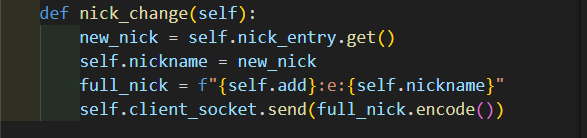 def nick_change(self):
new_nick = self.nick_entry.get()
self.nickname = new_nick
full_nick = f"{self.add}:e:{self.nickname}"
self.client_socket.send(full_nick.encode())